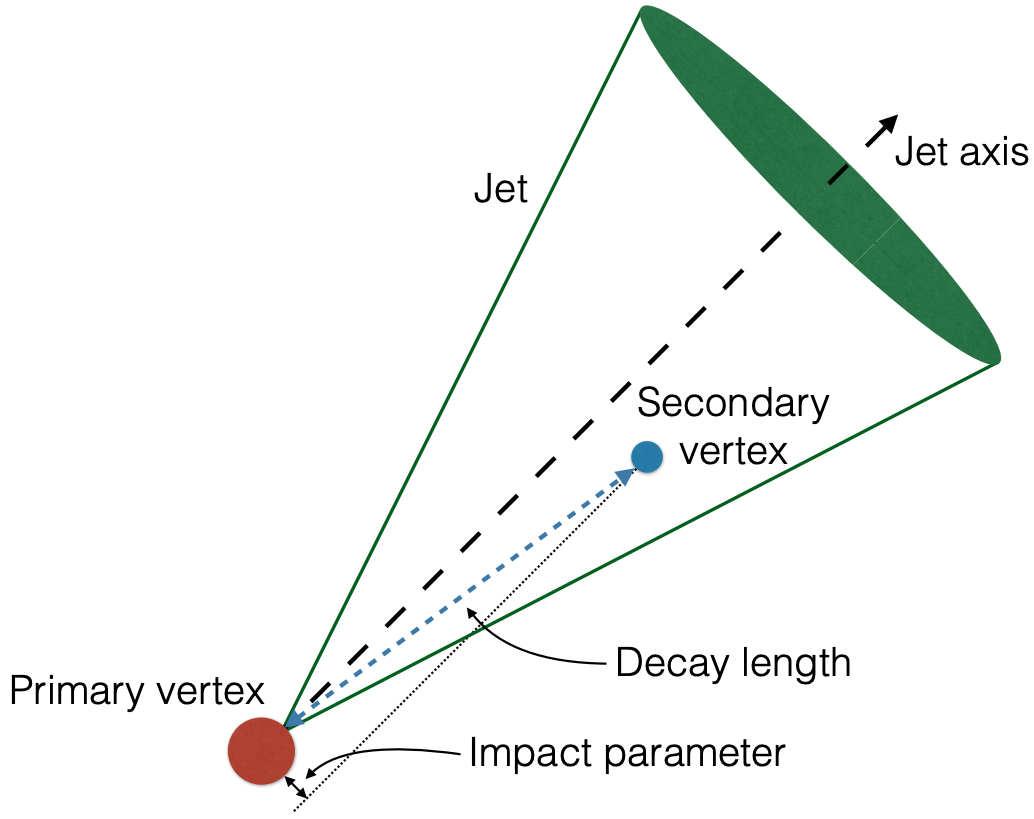 Jet axis
Jet
Secondary
vertex
Decay length
Primary vertex
Impact parameter